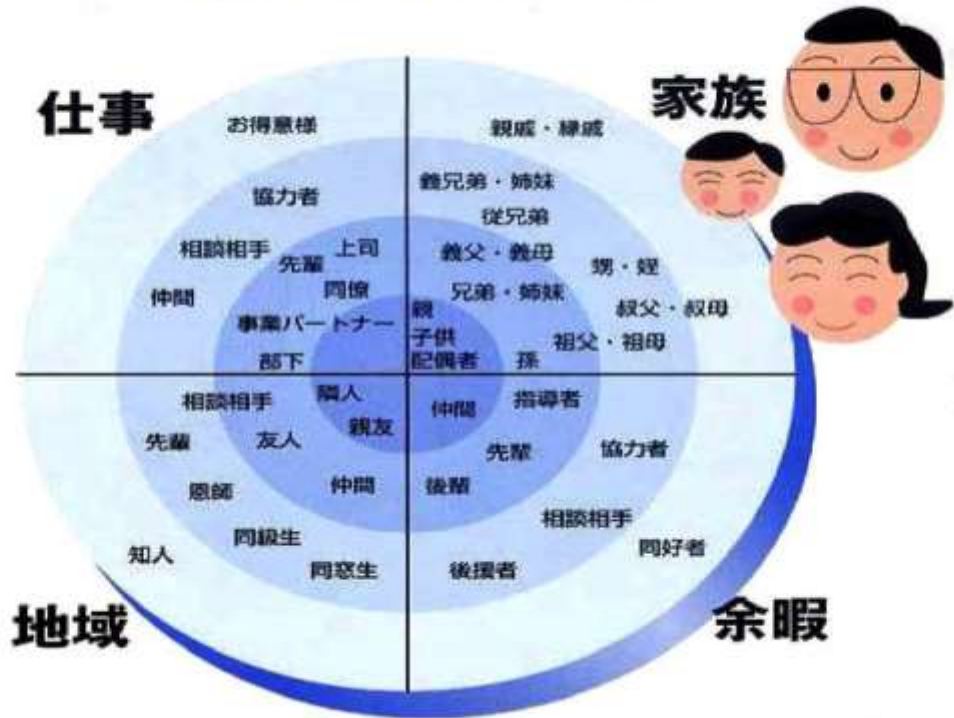 仕事
お得意様
協力者
相談相手
先輩
上司
仲間
同僚
事業パートナー
部下
家族
親戚・縁戚
義兄弟・姉妹
従兄弟
義父・義母
甥・姪
兄弟・姉妹
叔父・叔母
親
子供
祖父・祖母
配偶者
孫
相談相手
隣人
先輩
友人
親友
恩師
仲間
同級生
知人
同窓生
地域
仲間
指導者
先輩
協力者
後輩
相談相手
同好者
後援者
余暇